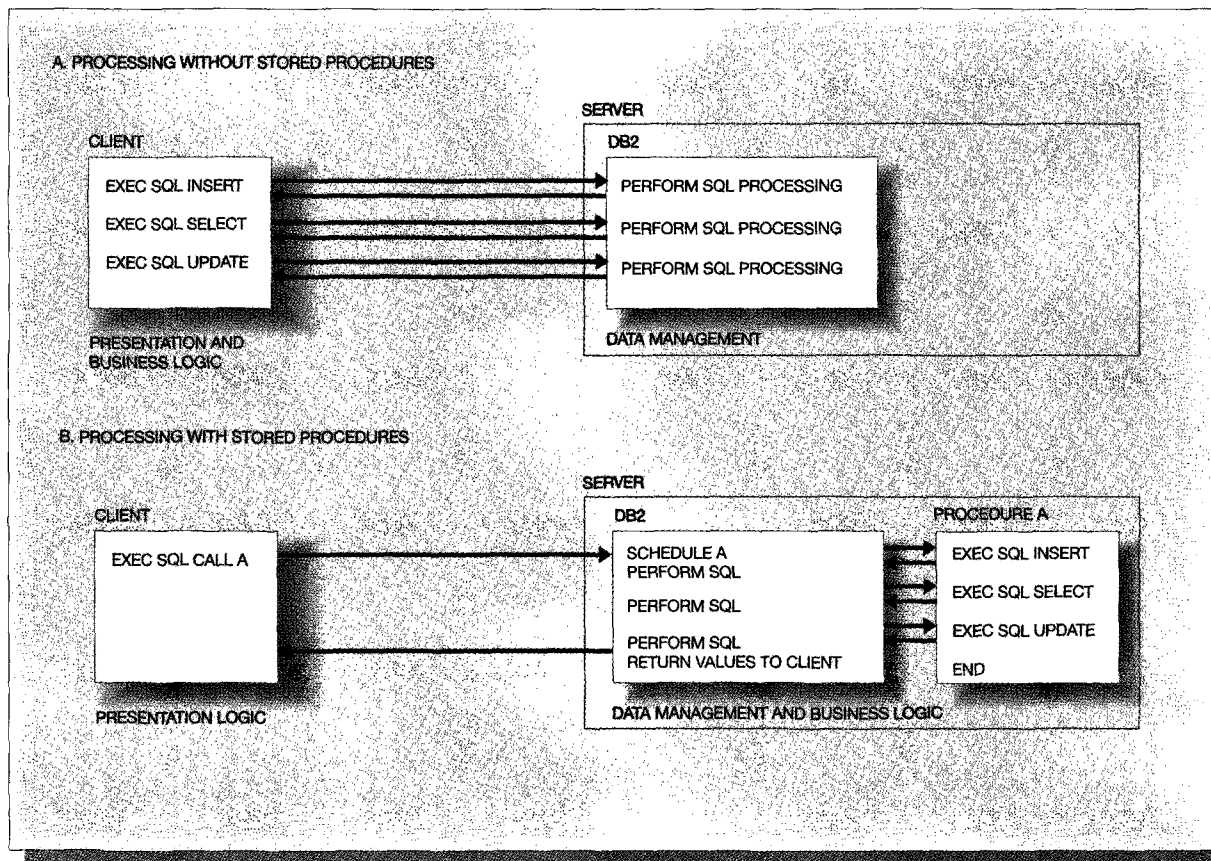 A. PROCESSING WITHOUT STORED PROCEDURES
SERVER
CLIENT
DB2
EXEC SQL INSERT
PERFORM SQL PROCESSING
EXEC SQL SELECT
PERFORM SQL PROCESSING
EXEC SQL UPDATE
PERFORM SQL PROCESSING
PRESENTATION AND
BUSINESS LOGIC
DATA MANAGEMENT
B. PROCESSING WITH STORED PROCEDURES
SERVER
CLIENT
DB2
PROCEDURE A
EXEC SQL CALL A
SCHEDULE A
PERFORM SQL
PERFORM SQL
PERFORM SQL
RETURN VALUES TO CLIENT
EXEC SQL INSERT
EXEC SQL SELECT
EXEC SQL UPDATE
END
PRESENTATION LOGIC
DATA MANAGEMENT AND BUSINESS LOGIC